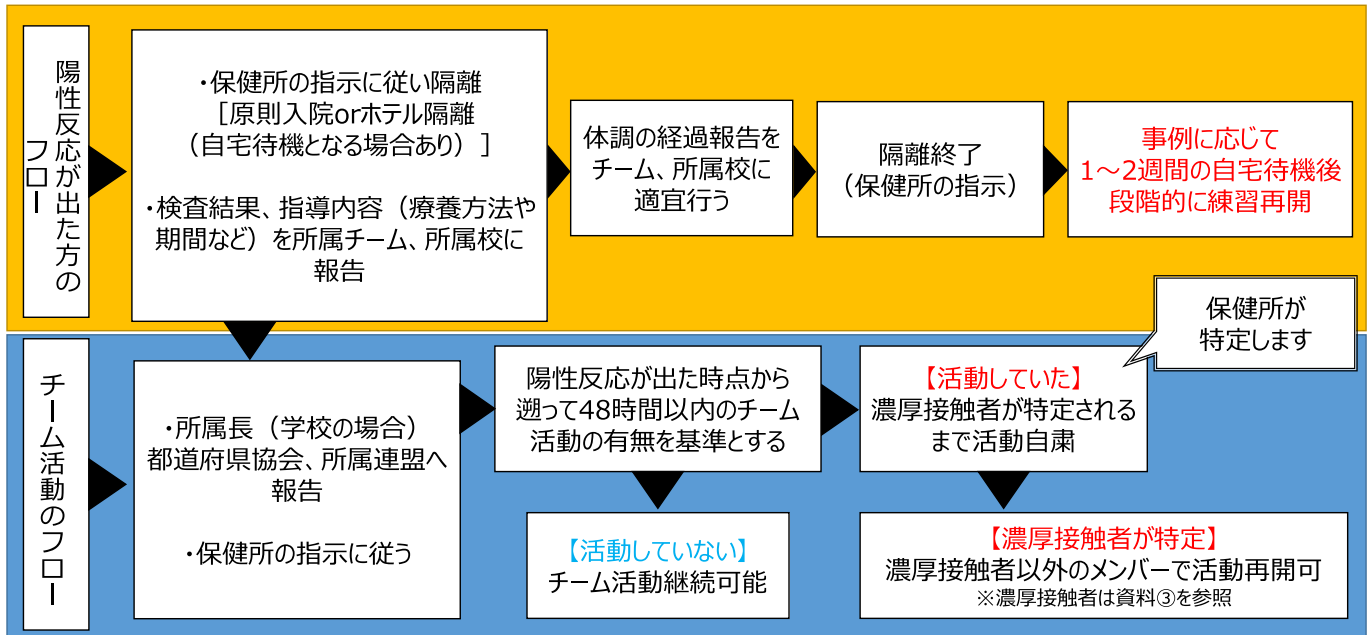 陽性反応が出た方の
フロー
・保健所の指示に従い隔離
［原則入院orホテル隔離
（自宅待機となる場合あり）］
・検査結果、指導内容（療養方法や
期間など）を所属チーム、所属校に
報告
体調の経過報告を
チーム、所属校に
適宜行う
隔離終了
（保健所の指示）
事例に応じて
1～2週間の自宅待機後
段階的に練習再開
チーム活動のフロー
・所属長（学校の場合）
都道府県協会、所属連盟へ
報告
・保健所の指示に従う
陽性反応が出た時点から
遡って48時間以内のチーム
活動の有無を基準とする
【活動していない】
チーム活動継続可能
【活動していた】
濃厚接触者が特定される
まで活動自粛
保健所が
特定します
【濃厚接触者が特定】
濃厚接触者以外のメンバーで活動再開可
※濃厚接触者は資料③を参照